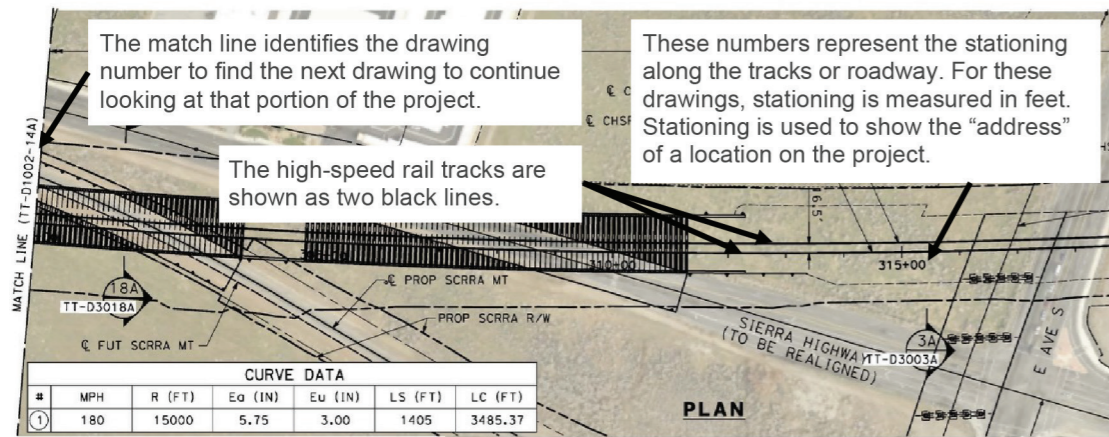 The match line identifies the drawing
number to find the next drawing to continue
looking at that portion of the project.
These numbers represent the stationing
along the tracks or roadway. For these
drawings, stationing is measured in feet.
Stationing is used to show the “address”
of a location on the project.
The high-speed rail tracks are
shown as two black lines.
MATCH LINE (TT-D1002-14A)
16.5'
310+00
315+00
18A
TT-D3018A
℄ PROP SCRRA MT
PROP SCRRA R/W
℄ FUT SCRRA MT
SIERRA HIGHWAY
(TO BE REALIGNED)
3A
TT-D3003A
E AVE S
CURVE DATA
# MPH R (FT) Ea (IN) Eu (IN) LS (FT) LC (FT)
1 180 15000 5.75 3.00 1405 3485.37
PLAN